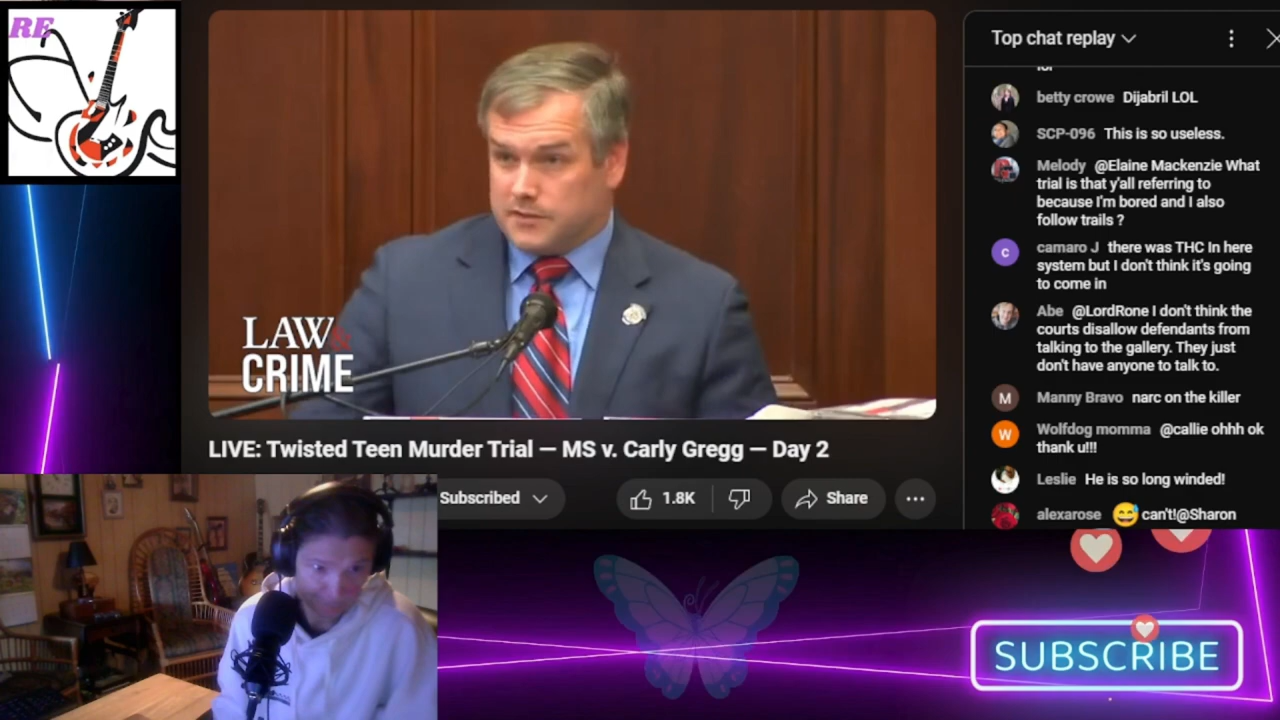 RE
LAW&
CRIME
LIVE: Twisted Teen Murder Trial — MS v. Carly Gregg — Day 2
Subscribed
1.8K
Share
...
Top chat replay
lol
betty crowe Dijabril LOL
SCP-096 This is so useless.
Melody @Elaine Mackenzie What
trial is that y'all referring to
because I'm bored and I also
follow trails ?
c
camaro J there was THC In here
system but I don't think it's going
to come in
Abe @LordRone I don't think the
courts disallow defendants from
talking to the gallery. They just
don't have anyone to talk to.
M
Manny Bravo narc on the killer
W
Wolfdog momma @callie ohhh ok
thank u!!!
Leslie He is so long winded!
alexarose 😅 can't!@Sharon
SUBSCRIBE